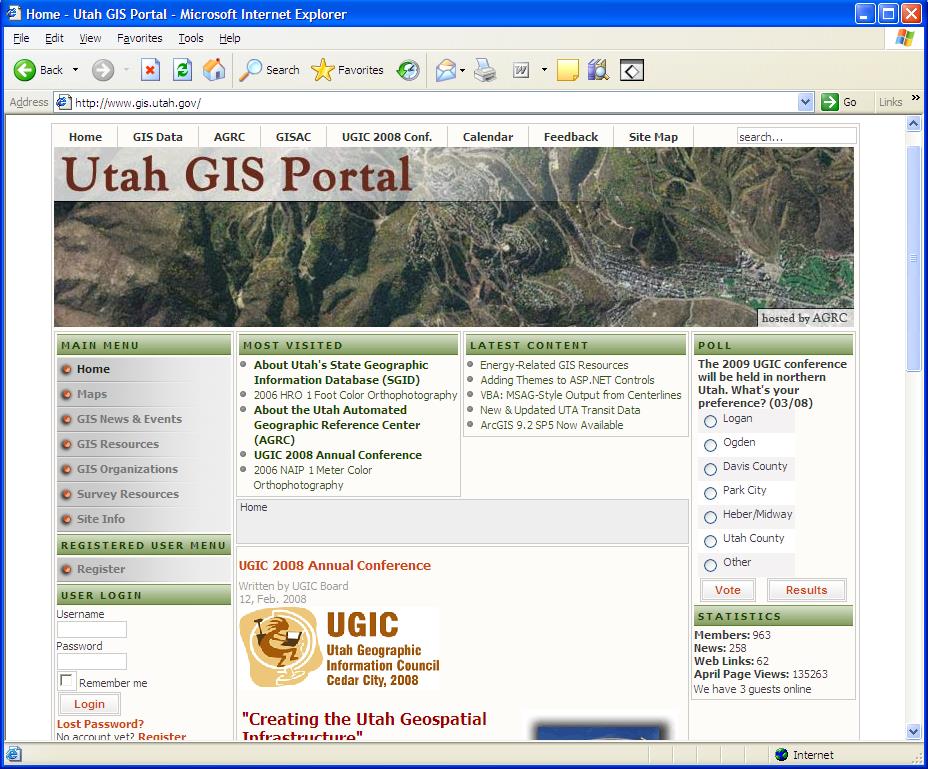 Home - Utah GIS Portal - Microsoft Internet Explorer
File Edit View Favorites Tools Help
Back Search Favorites
Address http://www.gis.utah.gov/ Go Links »
Home GIS Data AGRC GISAC UGIC 2008 Conf. Calendar Feedback Site Map search...
Utah GIS Portal
hosted by AGRC
MAIN MENU
Home
Maps
GIS News & Events
GIS Resources
GIS Organizations
Survey Resources
Site Info
REGISTERED USER MENU
Register
USER LOGIN
Username
Password
Remember me
Login
Lost Password?
No account yet? Register
MOST VISITED
About Utah's State Geographic
Information Database (SGID)
2006 HRO 1 Foot Color Orthophotography
About the Utah Automated
Geographic Reference Center
(AGRC)
UGIC 2008 Annual Conference
2006 NAIP 1 Meter Color
Orthophotography
LATEST CONTENT
Energy-Related GIS Resources
Adding Themes to ASP.NET Controls
VBA: MSAG-Style Output from Centerlines
New & Updated UTA Transit Data
ArcGIS 9.2 SP5 Now Available
Home
UGIC 2008 Annual Conference
Written by UGIC Board
12, Feb. 2008
UGIC
Utah Geographic
Information Council
Cedar City, 2008
"Creating the Utah Geospatial
Infrastructure"
POLL
The 2009 UGIC conference
will be held in northern
Utah. What's your
preference? (03/08)
Logan
Ogden
Davis County
Park City
Heber/Midway
Utah County
Other
Vote Results
STATISTICS
Members: 963
News: 258
Web Links: 62
April Page Views: 135263
We have 3 guests online
Internet